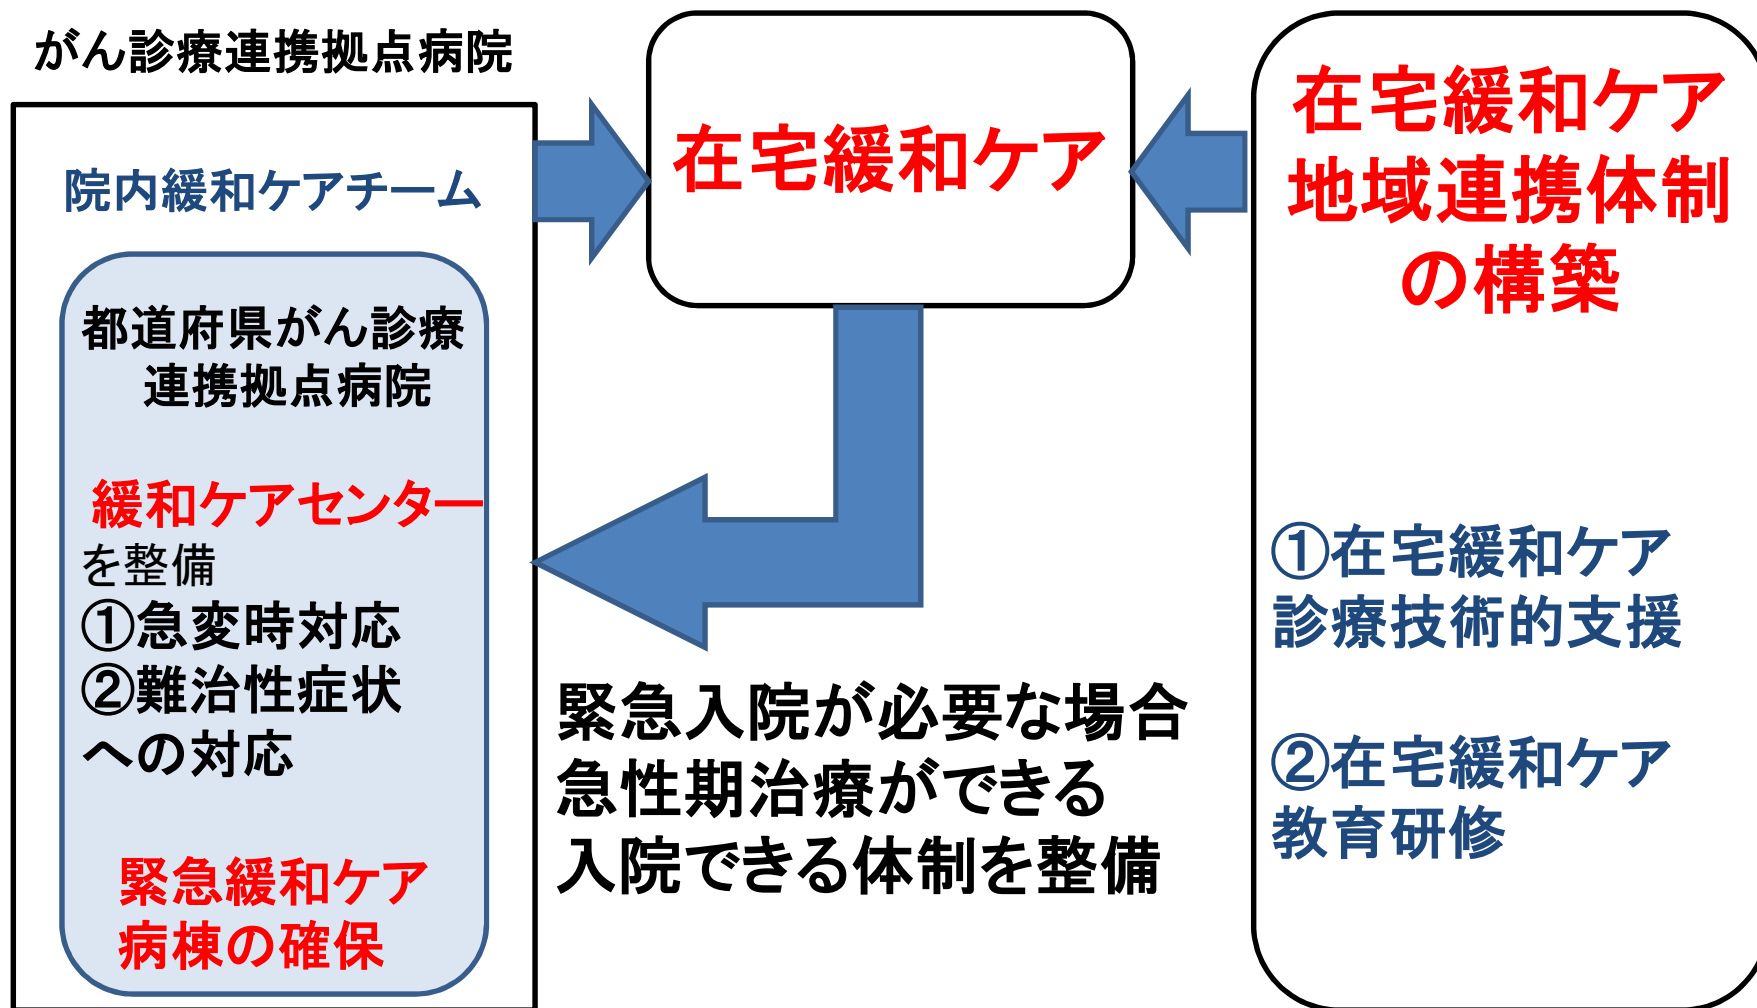 がん診療連携拠点病院
院内緩和ケアチーム
都道府県がん診療
連携拠点病院
緩和ケアセンター
を整備
①急変時対応
②難治性症状
への対応
緊急緩和ケア
病棟の確保
在宅緩和ケア
緊急入院が必要な場合
急性期治療ができる
入院できる体制を整備
在宅緩和ケア
地域連携体制
の構築
①在宅緩和ケア
診療技術的支援
②在宅緩和ケア
教育研修